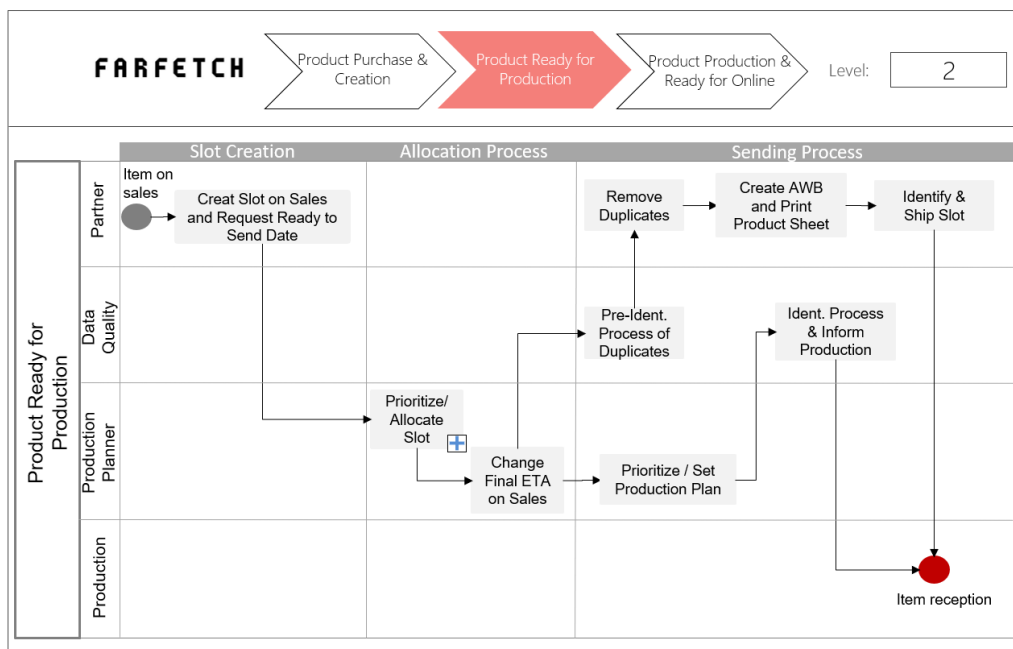 FARFETCH
Product Purchase &
Creation
Product Ready for
Production
Product Production &
Ready for Online
Level:
2
Slot Creation
Allocation Process
Sending Process
Product Ready for
Production
Partner
Item on
sales
Creat Slot on Sales
and Request Ready to
Send Date
Remove
Duplicates
Create AWB
and Print
Product Sheet
Identify &
Ship Slot
Data
Quality
Pre-Ident.
Process of
Duplicates
Ident. Process
& Inform
Production
Production
Planner
Prioritize/
Allocate
Slot
Change
Final ETA
on Sales
Prioritize / Set
Production Plan
Production
Item reception